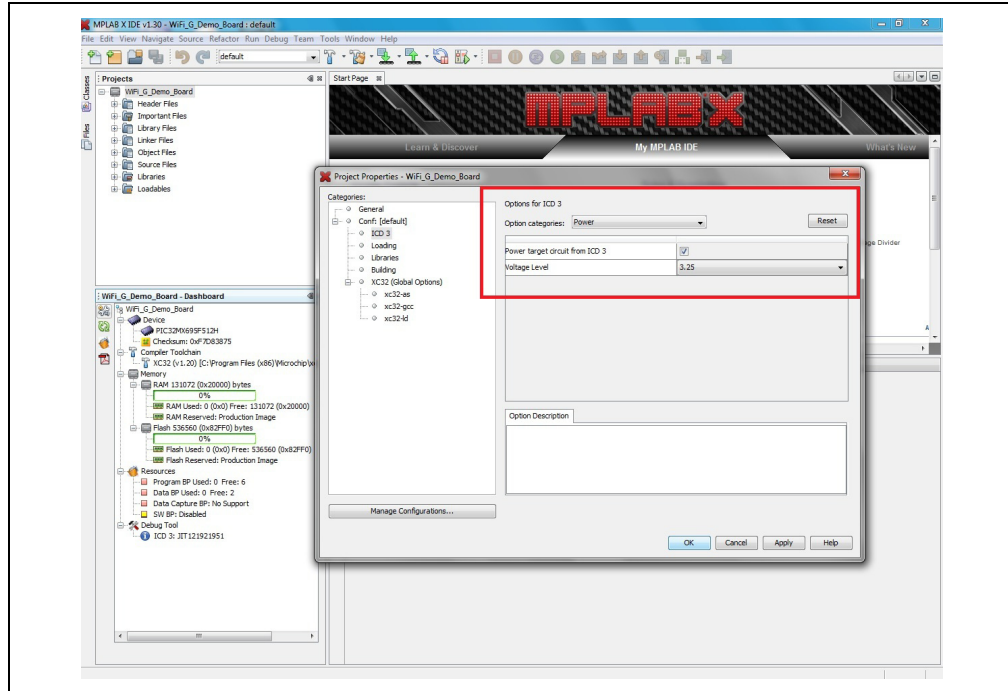 MPLAB X IDE v1.30 - WiFi_G_Demo_Board : default
File Edit View Navigate Source Refactor Run Debug Team Tools Window Help
default
Classes
Files
Projects
WiFi_G_Demo_Board
Header Files
Important Files
Library Files
Linker Files
Object Files
Source Files
Libraries
Loadables
Start Page
MPLABX
Learn & Discover
My MPLAB IDE
What's New
age Divider
WiFi_G_Demo_Board - Dashboard
WiFi_G_Demo_Board
Device
PIC32MX695F512H
Checksum: 0xF7D83875
Compiler Toolchain
XC32 (v1.20) [C:\Program Files (x86)\Microchip\
Memory
RAM 131072 (0x20000) bytes
0%
RAM Used: 0 (0x0) Free: 131072 (0x20000)
RAM Reserved: Production Image
Flash 536560 (0x82FF0) bytes
0%
Flash Used: 0 (0x0) Free: 536560 (0x82FF0)
Flash Reserved: Production Image
Resources
Program BP Used: 0 Free: 6
Data BP Used: 0 Free: 2
Data Capture BP: No Support
SW BP: Disabled
Debug Tool
ICD 3: JIT121921951
Project Properties - WiFi_G_Demo_Board
Categories:
General
Conf: [default]
ICD 3
Loading
Libraries
Building
XC32 (Global Options)
xc32-as
xc32-gcc
xc32-ld
Manage Configurations...
Options for ICD 3
Option categories: Power Reset
Power target circuit from ICD 3
Voltage Level 3.25
Option Description
OK Cancel Apply Help